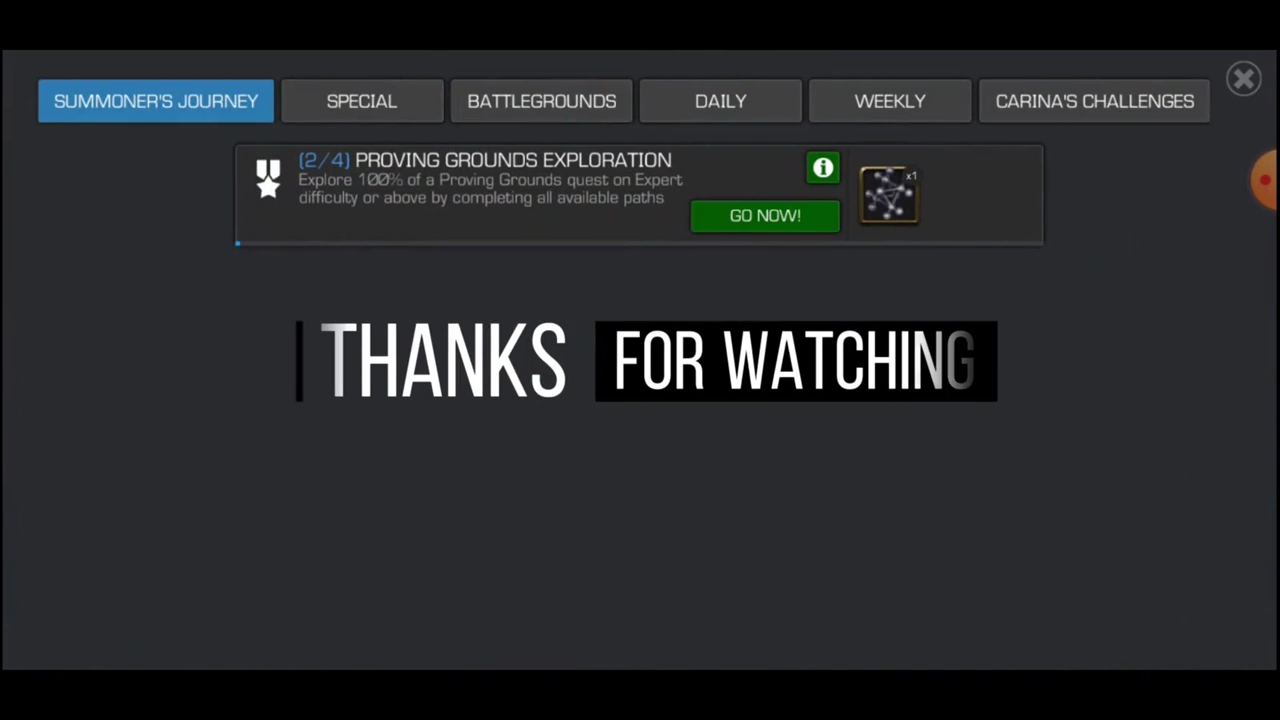 SUMMONER'S JOURNEY
SPECIAL
BATTLEGROUNDS
DAILY
WEEKLY
CARINA'S CHALLENGES
(2/4) PROVING GROUNDS EXPLORATION
Explore 100% of a Proving Grounds quest on Expert
difficulty or above by completing all available paths
GO NOW!
x1
THANKS FOR WATCHING